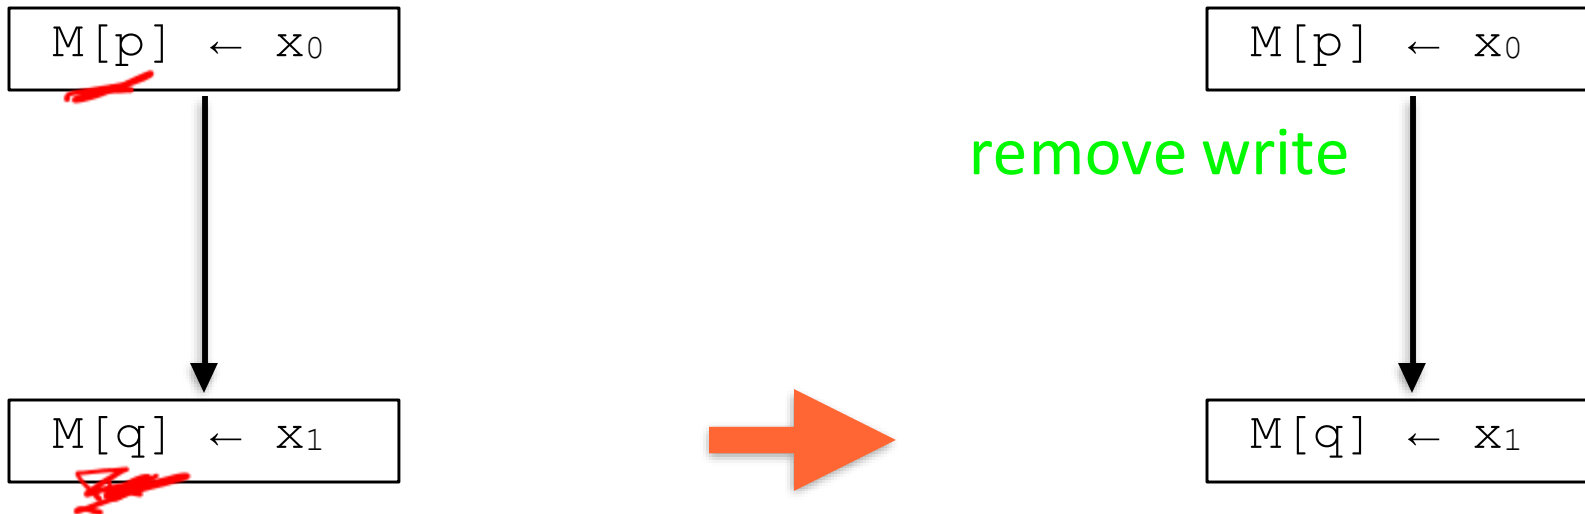 M[p] ← x₀
M[p] ← x₀
remove write
M[q] ← x₁
M[q] ← x₁